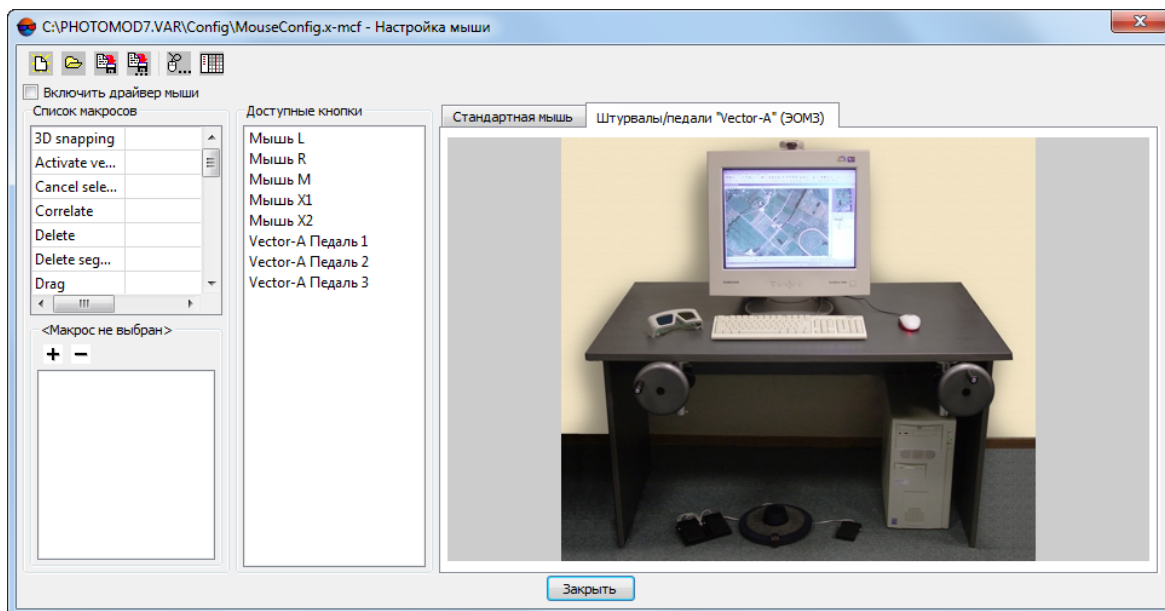 C:\PHOTOMOD7.VAR\Config\MouseConfig.x-mcf - Настройка мыши
Включить драйвер мыши
Список макросов
3D snapping
Activate ve...
Cancel sele...
Correlate
Delete
Delete seg...
Drag
<Макрос не выбран>
Доступные кнопки
Мышь L
Мышь R
Мышь M
Мышь X1
Мышь X2
Vector-A Педаль 1
Vector-A Педаль 2
Vector-A Педаль 3
Стандартная мышь
Штурвалы/педали "Vector-A" (ЭОМЗ)
Закрыть